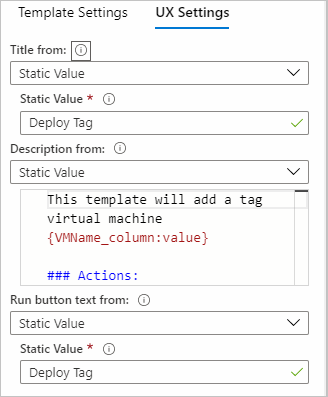 Template Settings UX Settings
Title from:
Static Value
Static Value *
Deploy Tag
Description from:
Static Value
This template will add a tag
virtual machine
{VMName_column:value}
### Actions:
Run button text from:
Static Value
Static Value *
Deploy Tag